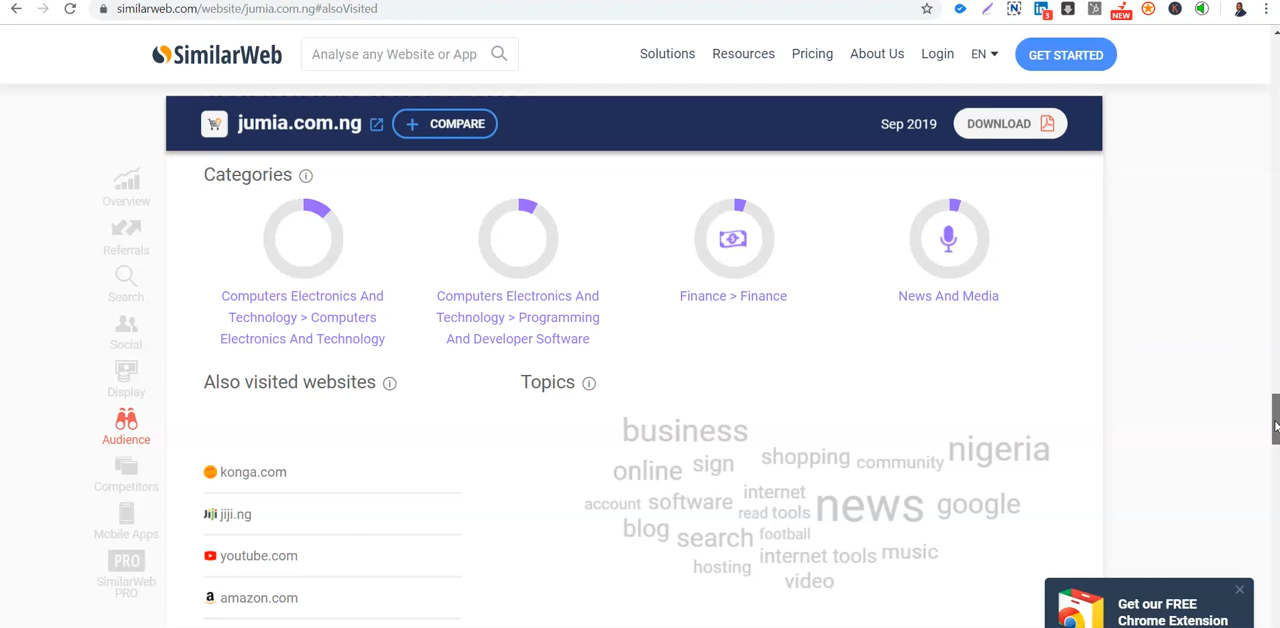 similarweb.com/website/jumia.com.ng#alsoVisited
3
NEW
K
SimilarWeb
Analyse any Website or App
Solutions
Resources
Pricing
About Us
Login
EN
GET STARTED
jumia.com.ng
+ COMPARE
Sep 2019
DOWNLOAD
Overview
Referrals
Search
Social
Display
Audience
Competitors
Mobile Apps
PRO
SimilarWeb
PRO
Categories
Computers Electronics And
Technology > Computers
Electronics And Technology
Computers Electronics And
Technology > Programming
And Developer Software
Finance > Finance
News And Media
Also visited websites
konga.com
jiji.ng
youtube.com
amazon.com
Topics
business
nigeria
online
sign
shopping
community
account
software
internet
read
tools
news
google
blog
search
football
hosting
internet tools
music
video
Get our FREE
Chrome Extension